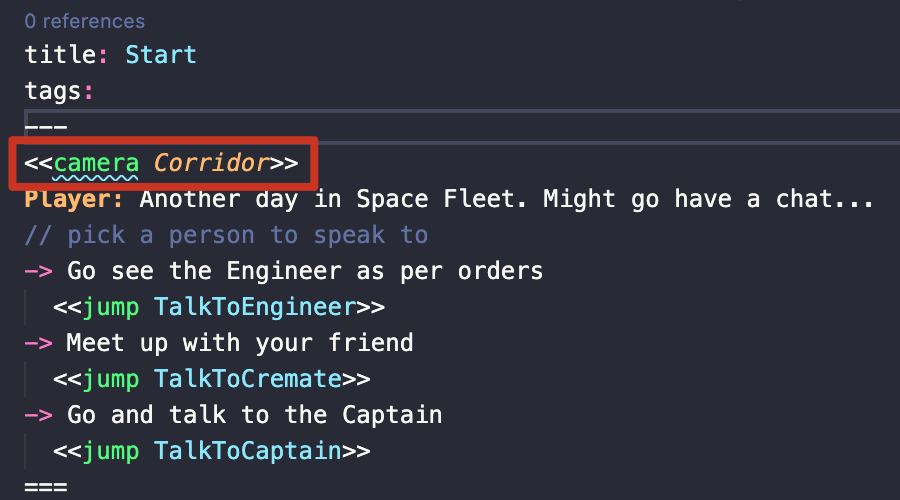 0 references
title: Start
tags:
---
<<camera Corridor>>
Player: Another day in Space Fleet. Might go have a chat...
// pick a person to speak to
-> Go see the Engineer as per orders
<<jump TalkToEngineer>>
-> Meet up with your friend
<<jump TalkToCremate>>
-> Go and talk to the Captain
<<jump TalkToCaptain>>
===